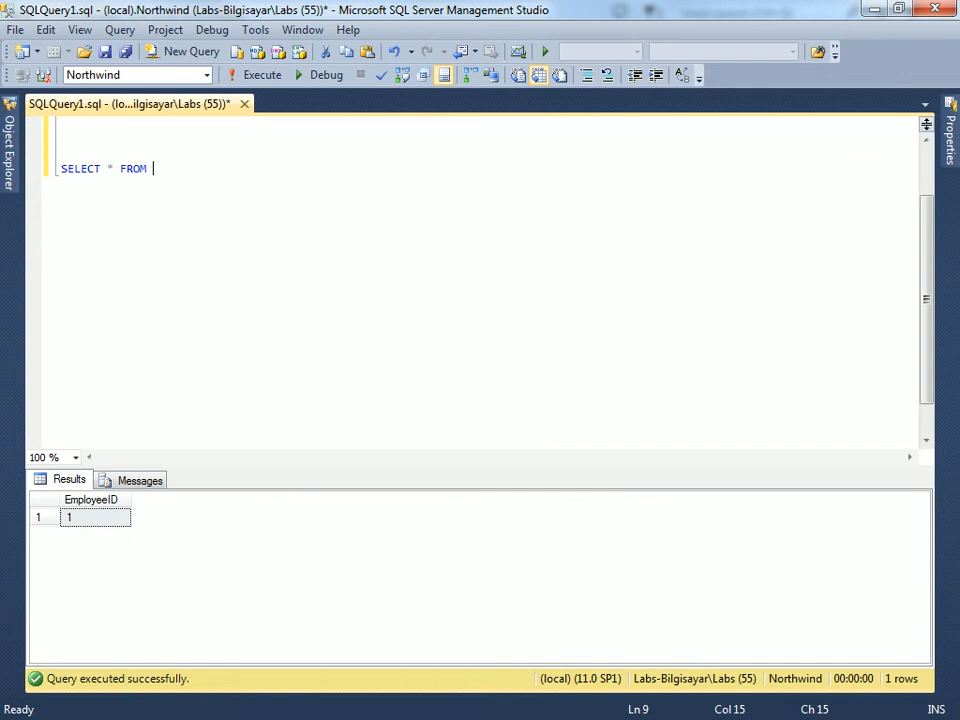 SQLQuery1.sql - (local).Northwind (Labs-Bilgisayar\Labs (55))* - Microsoft SQL Server Management Studio
File Edit View Query Project Debug Tools Window Help
New Query
Northwind Execute Debug
SQLQuery1.sql - (lo...ilgisayar\Labs (55))*
Object Explorer
Properties
SELECT * FROM
100 %
Results Messages
EmployeeID
1 1
Query executed successfully. (local) (11.0 SP1) Labs-Bilgisayar\Labs (55) Northwind 00:00:00 1 rows
Ready Ln 9 Col 15 Ch 15 INS